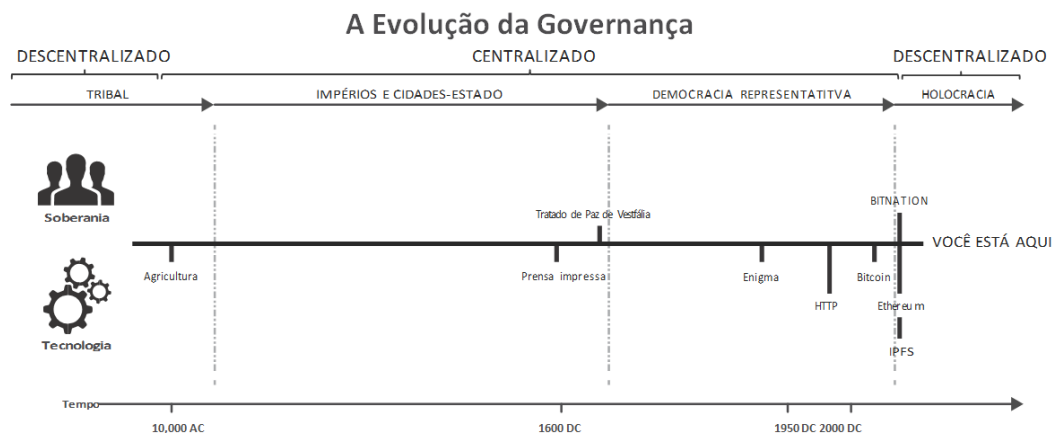 A Evolução da Governança
DESCENTRALIZADO CENTRALIZADO DESCENTRALIZADO
TRIBAL IMPÉRIOS E CIDADES-ESTADO DEMOCRACIA REPRESENTATITVA HOLOCRACIA
Soberania
BITNATION
Tratado de Paz de Vestfália
VOCÊ ESTÁ AQUI
Agricultura Prensa impressa Enigma Bitcoin
HTTP Ethereum
Tecnologia
IPFS
Tempo
10,000 AC 1600 DC 1950 DC 2000 DC